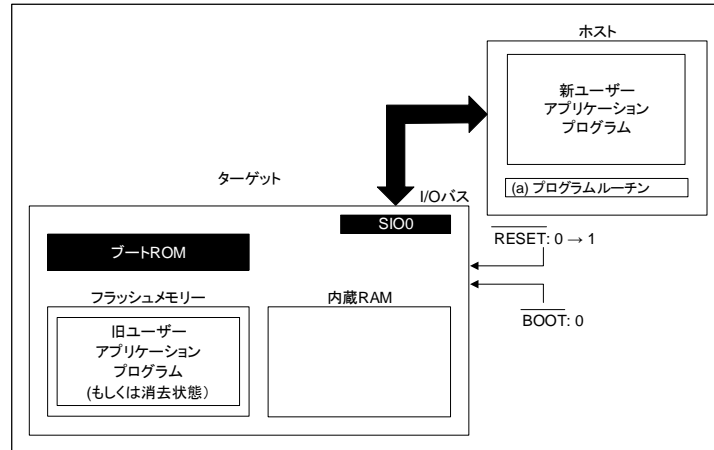 ホスト
新ユーザー
アプリケーション
プログラム
(a) プログラムルーチン
ターゲット
I/Oバス
SIO0
ブートROM
RESET: 0 → 1
フラッシュメモリー
内蔵RAM
BOOT: 0
旧ユーザー
アプリケーション
プログラム
(もしくは消去状態)